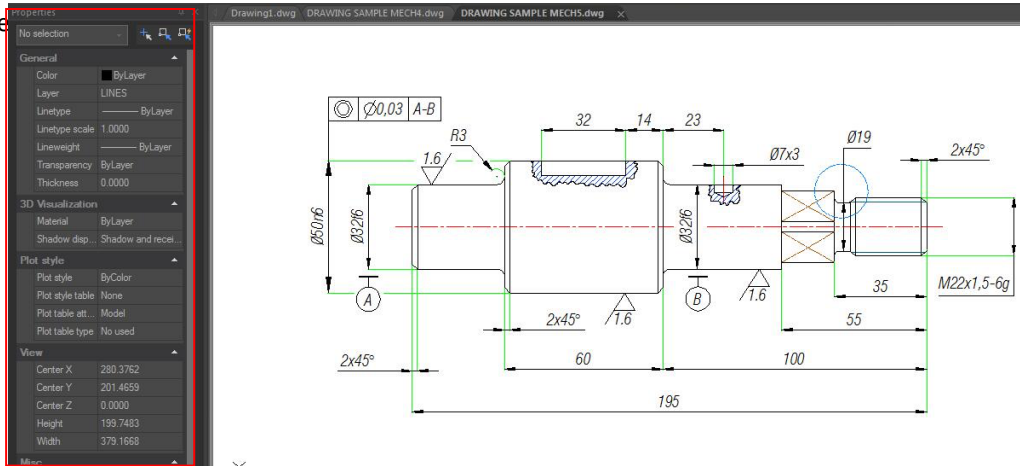 Properties
Drawing1.dwg DRAWING SAMPLE MECH4.dwg DRAWING SAMPLE MECH5.dwg
e
No selection
General
Color ByLayer
Layer LINES
Linetype ByLayer
Linetype scale 1.0000
Lineweight ByLayer
Transparency ByLayer
Thickness 0.0000
3D Visualization
Material ByLayer
Shadow disp... Shadow and recei...
Plot style
Plot style ByColor
Plot style table None
Plot table att... Model
Plot table type No used
View
Center X 280.3762
Center Y 201.4659
Center Z 0.0000
Height 199.7483
Width 379.1668
Misc
Ø0,03 A-B
R3
32 14 23
Ø19
1.6
Ø7x3
2x45°
Ø50n6
Ø32f6
Ø32f6
A
B
1.6
1.6
35
M22x1,5-6g
2x45°
55
2x45°
60
100
195